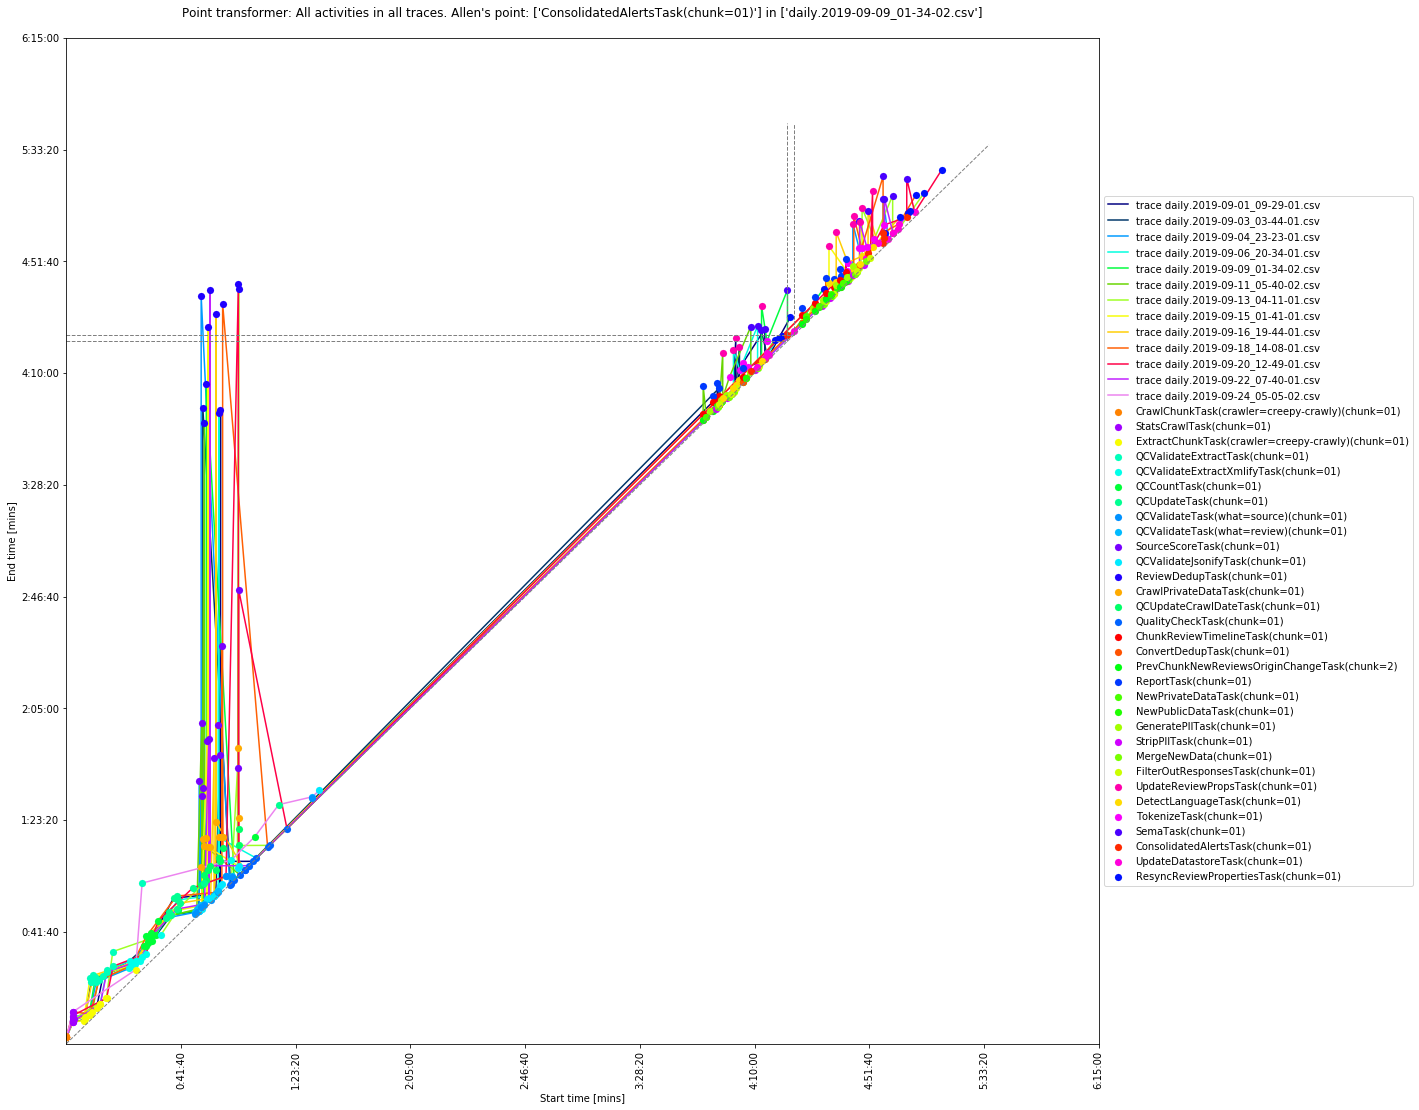 Point transformer: All activities in all traces. Allen's point: ['ConsolidatedAlertsTask(chunk=01)'] in ['daily.2019-09-09_01-34-02.csv']
6:15:00
5:33:20
4:51:40
4:10:00
3:28:20
2:46:40
2:05:00
1:23:20
0:41:40
End time [mins]
0:41:40
1:23:20
2:05:00
2:46:40
3:28:20
4:10:00
4:51:40
5:33:20
6:15:00
Start time [mins]
trace daily.2019-09-01_09-29-01.csv
trace daily.2019-09-03_3-44-01.csv
trace daily.2019-09-04_23-23-01.csv
trace daily.2019-09-06_20-34-01.csv
trace daily.2019-09-09_01-34-02.csv
trace daily.2019-09-11_05-40-02.csv
trace daily.2019-09-13_04-11-01.csv
trace daily.2019-09-15_01-41-01.csv
trace daily.2019-09-16_19-44-01.csv
trace daily.2019-09-18_14-08-01.csv
trace daily.2019-09-20_12-49-01.csv
trace daily.2019-09-22_07-40-01.csv
trace daily.2019-09-24_05-05-02.csv
CrawlChunkTask(crawler=creepy-crawly)(chunk=01)
StatsCrawlTask(chunk=01)
ExtractChunkTask(crawler=creepy-crawly)(chunk=01)
QCValidateExtractTask(chunk=01)
QCValidateExtractXmlifyTask(chunk=01)
QCCountTask(chunk=01)
QCUpdateTask(chunk=01)
QCValidateTask(what=source)(chunk=01)
QCValidateTask(what=review)(chunk=01)
SourceScoreTask(chunk=01)
QCValidateJsonifyTask(chunk=01)
ReviewDedupTask(chunk=01)
CrawlPrivateDataTask(chunk=01)
QCUpdateCrawlDateTask(chunk=01)
QualityCheckTask(chunk=01)
ChunkReviewTimelineTask(chunk=01)
ConvertDedupTask(chunk=01)
PrevChunkNewReviewsOriginChangeTask(chunk=2)
ReportTask(chunk=01)
NewPrivateDataTask(chunk=01)
NewPublicDataTask(chunk=01)
GeneratePIITask(chunk=01)
StripPIITask(chunk=01)
MergeNewData(chunk=01)
FilterOutResponsesTask(chunk=01)
UpdateReviewPropsTask(chunk=01)
DetectLanguageTask(chunk=01)
TokenizeTask(chunk=01)
SemaTask(chunk=01)
ConsolidatedAlertsTask(chunk=01)
UpdateDatastoreTask(chunk=01)
ResyncReviewPropertiesTask(chunk=01)